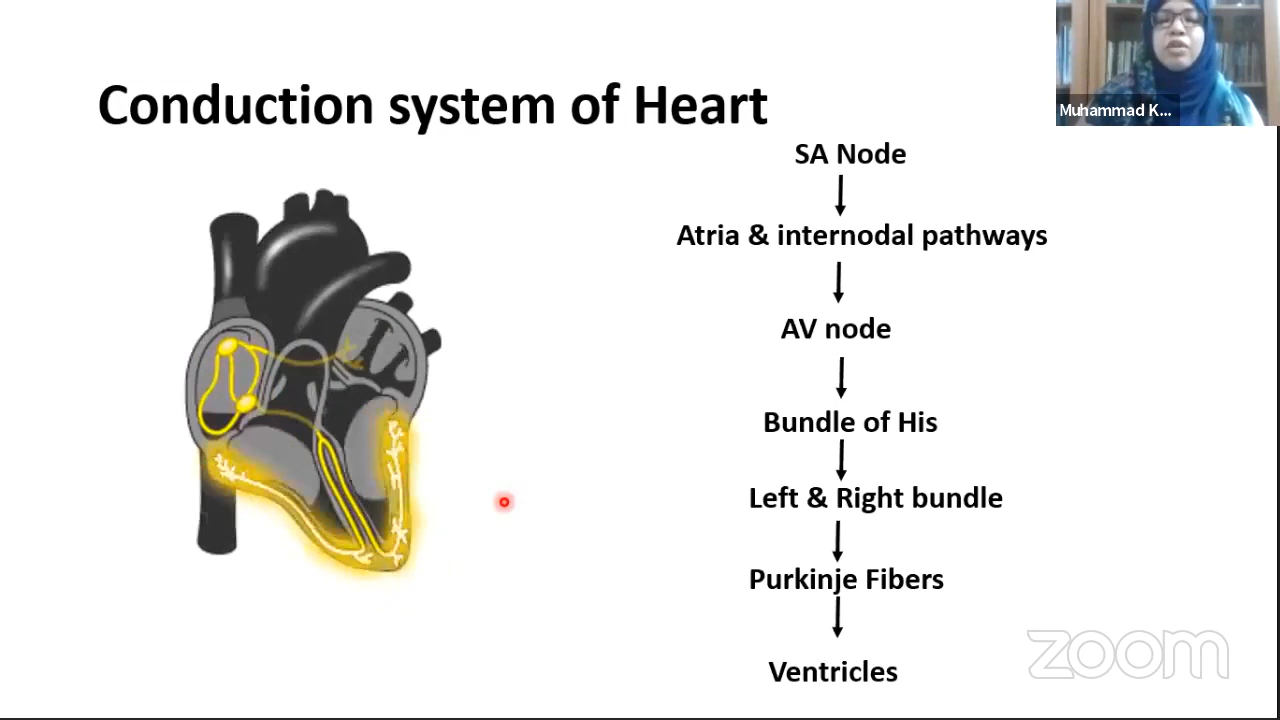 Muhammad K...
Conduction system of Heart
SA Node
Atria & internodal pathways
AV node
Bundle of His
Left & Right bundle
Purkinje Fibers
Ventricles
zoom